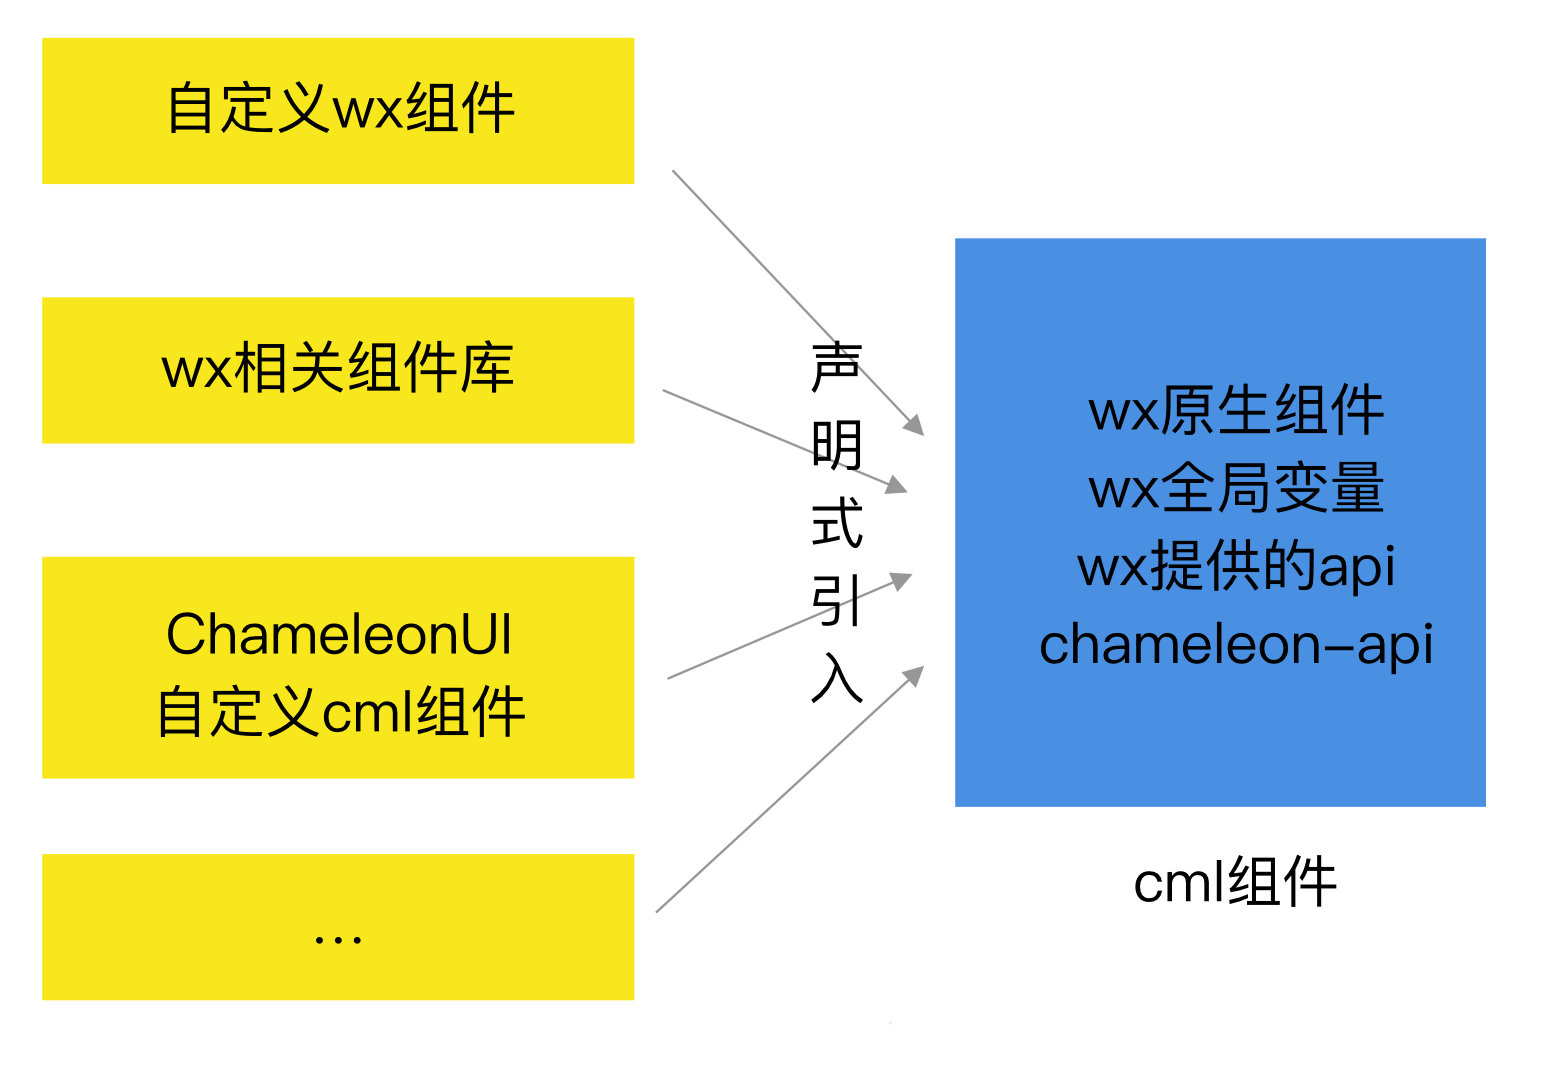 自定义wx组件
wx相关组件库
ChameleonUI
自定义cml组件
...
声
明
式
引
入
wx原生组件
wx全局变量
wx提供的api
chameleon-api
cml组件